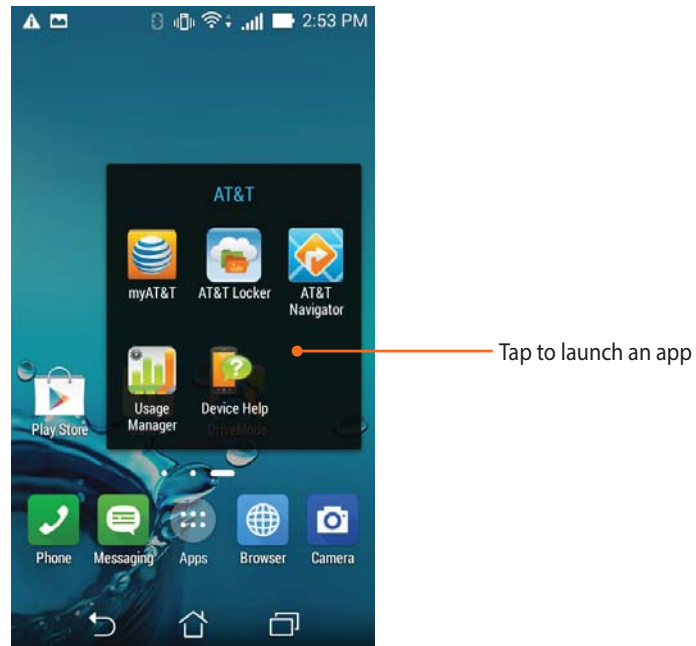 2:53 PM
AT&T
myAT&T
AT&T Locker
AT&T
Navigator
Tap to launch an app
Usage
Manager
Device Help
Play Store
DriveMode
Phone
Messaging
Apps
Browser
Camera